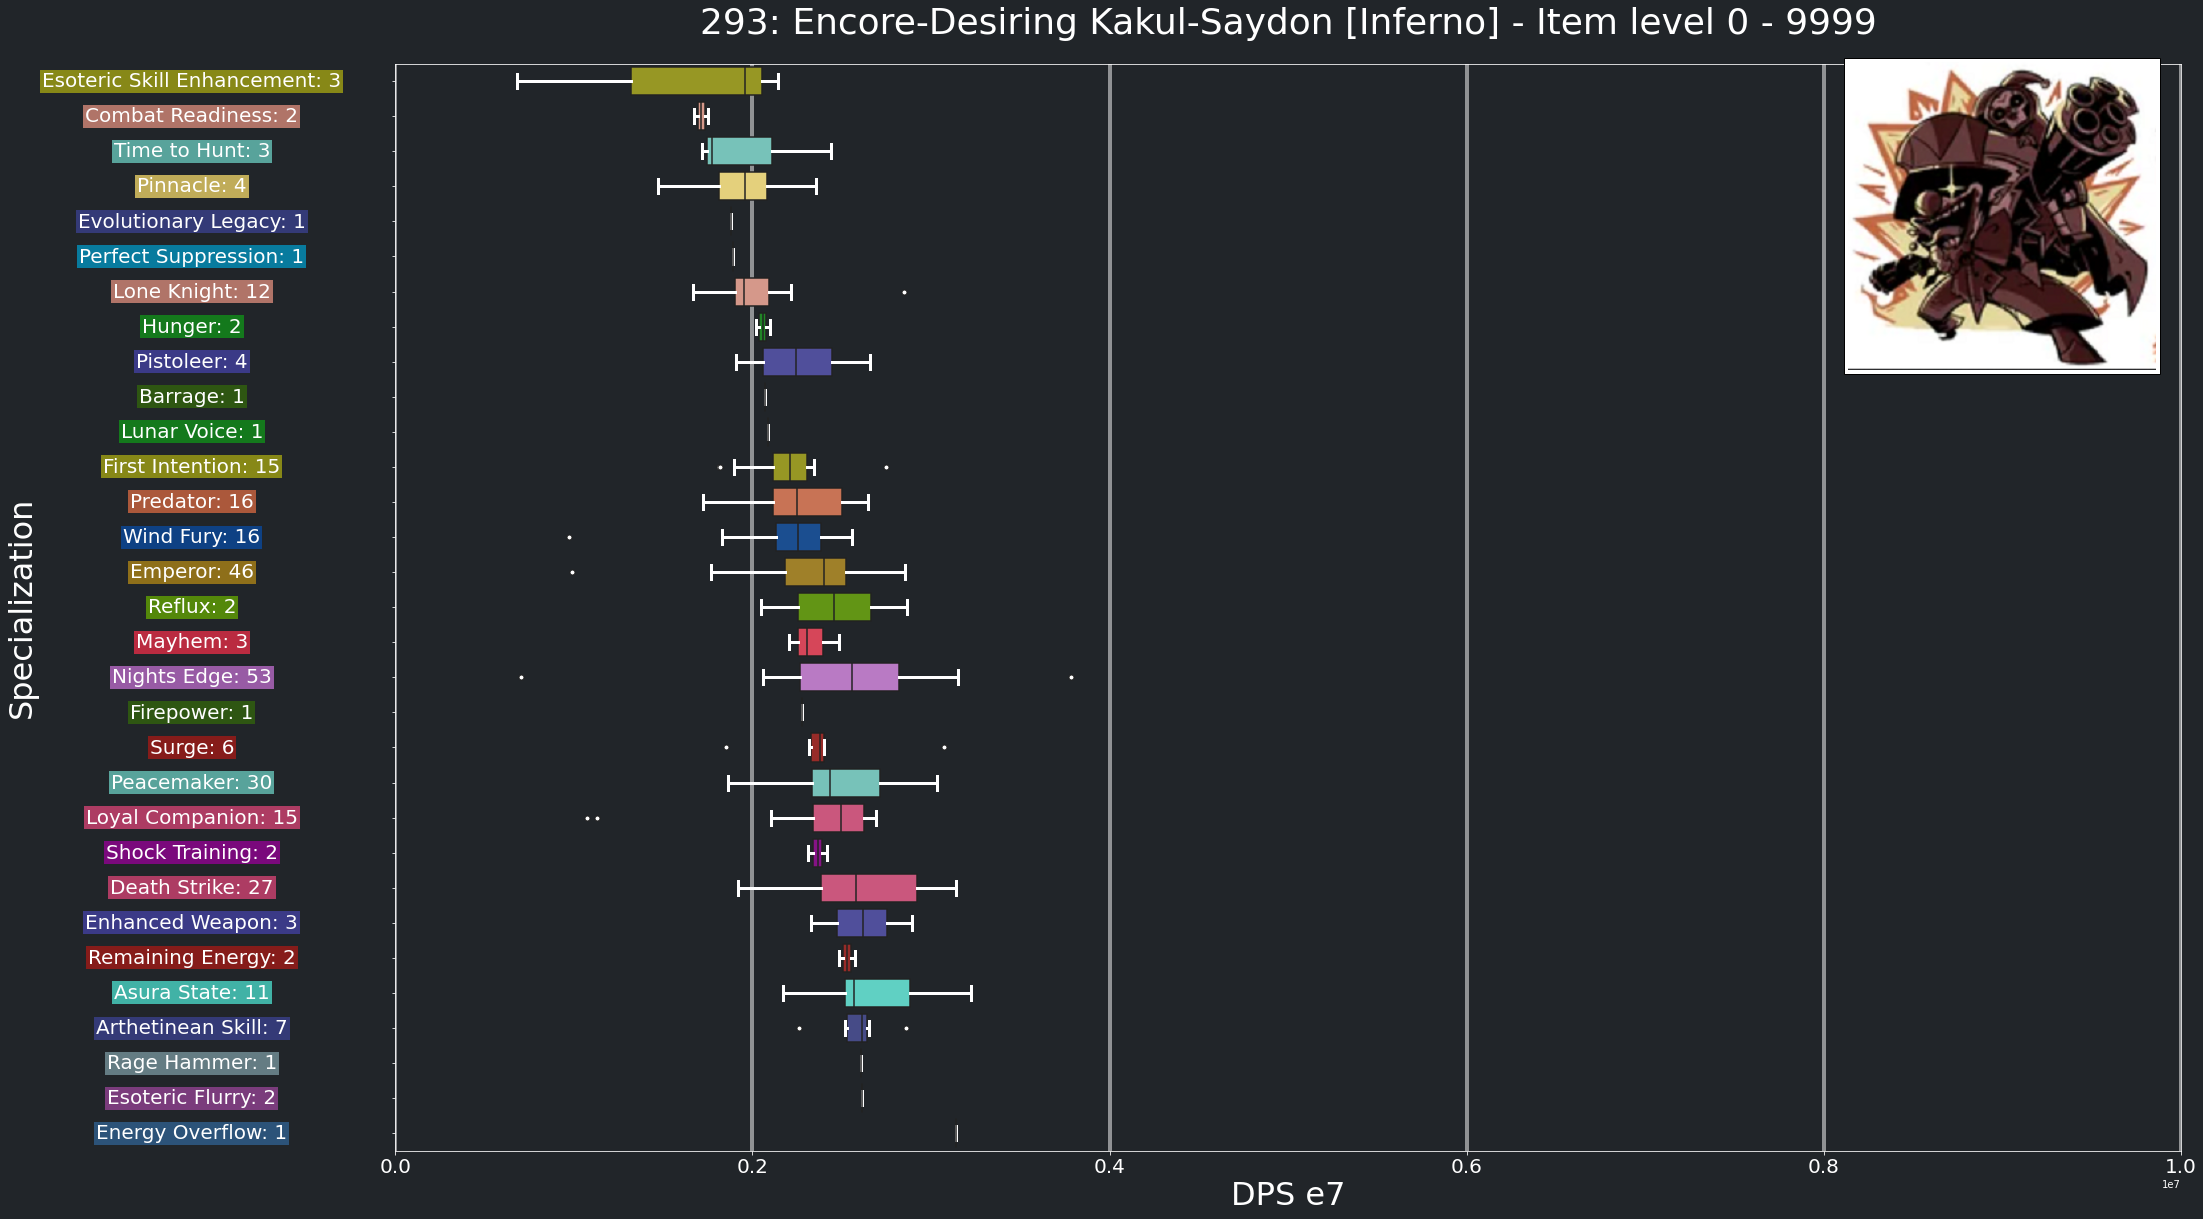 293: Encore-Desiring Kakul-Saydon [Inferno] - Item level 0 - 9999
Specialization
Esoteric Skill Enhancement: 3
Combat Readiness: 2
Time to Hunt: 3
Pinnacle: 4
Evolutionary Legacy: 1
Perfect Suppression: 1
Lone Knight: 12
Hunger: 2
Pistoleer: 4
Barrage: 1
Lunar Voice: 1
First Intention: 15
Predator: 16
Wind Fury: 16
Emperor: 46
Reflux: 2
Mayhem: 3
Nights Edge: 53
Firepower: 1
Surge: 6
Peacemaker: 30
Loyal Companion: 15
Shock Training: 2
Death Strike: 27
Enhanced Weapon: 3
Remaining Energy: 2
Asura State: 11
Arthetinean Skill: 7
Rage Hammer: 1
Esoteric Flurry: 2
Energy Overflow: 1
0.0 0.2 0.4 0.6 0.8 1.0
1e7
DPS e7